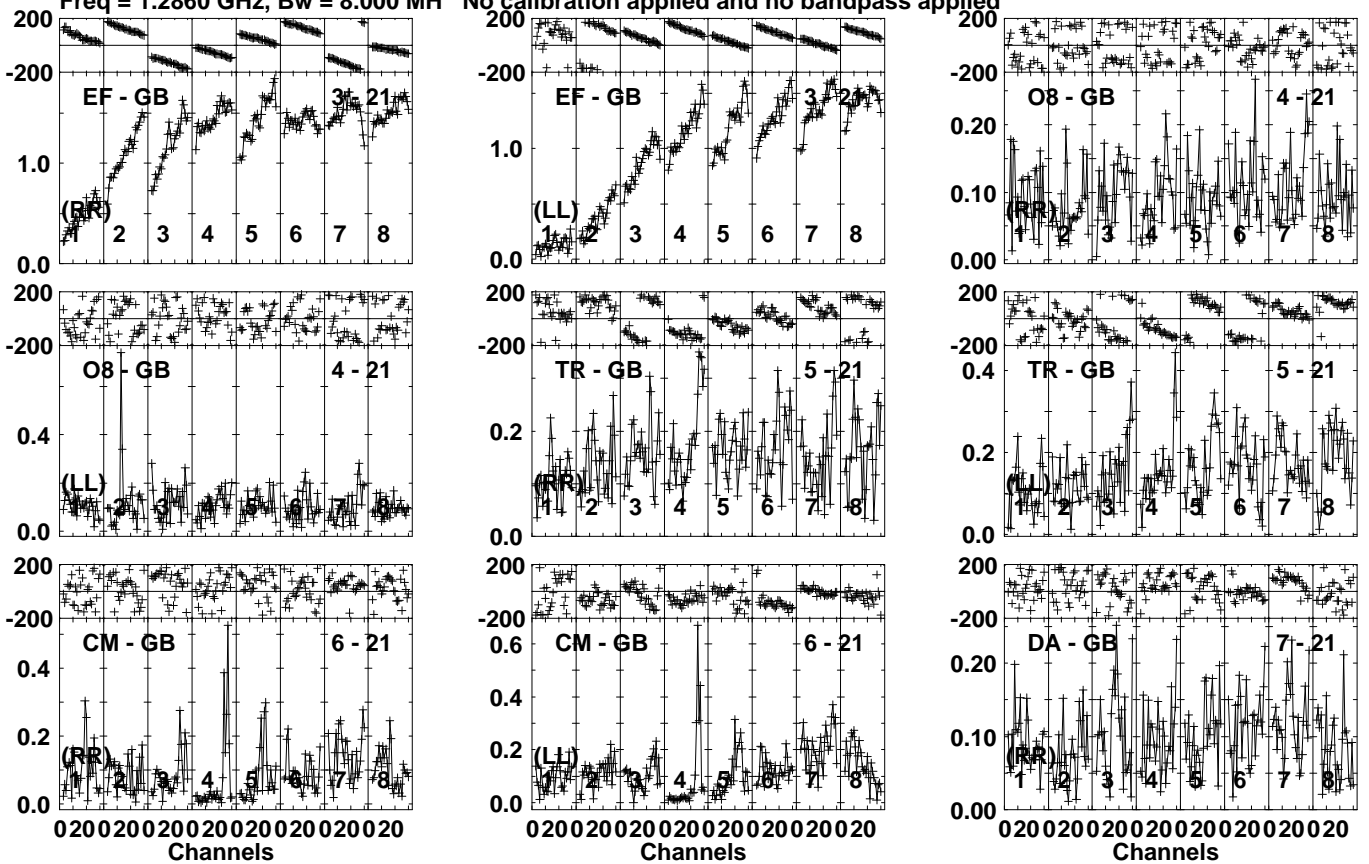 Freq = 1.2860 GHz, Bw = 8.000 MH No calibration applied and no bandpass applied
200
-200
EF - GB 3 - 21
1.0
(RR)
1 2 3 4 5 6 7 8
0.0
200
-200
EF - GB 3 - 21
1.0
(LL)
1 2 3 4 5 6 7 8
0.0
200
-200
O8 - GB 4 - 21
0.20
0.10
(RR)
1 2 3 4 5 6 7 8
0.00
200
-200
O8 - GB 4 - 21
0.4
(LL)
1 2 3 4 5 6 7 8
0.0
200
-200
TR - GB 5 - 21
0.2
(RR)
1 2 3 4 5 6 7 8
0.0
200
-200
TR - GB 5 - 21
0.4
0.2
(LL)
1 2 3 4 5 6 7 8
0.0
200
-200
CM - GB 6 - 21
0.4
0.2
(RR)
1 2 3 4 5 6 7 8
0.0
0 20 0 20 0 20 0 20 0 20 0 20 0 20 0 20
Channels
200
-200
CM - GB 6 - 21
0.6
0.4
0.2
(LL)
1 2 3 4 5 6 7 8
0.0
0 20 0 20 0 20 0 20 0 20 0 20 0 20 0 20
Channels
200
-200
DA - GB 7 - 21
0.20
0.10
(RR)
1 2 3 4 5 6 7 8
0.00
0 20 0 20 0 20 0 20 0 20 0 20 0 20 0 20
Channels